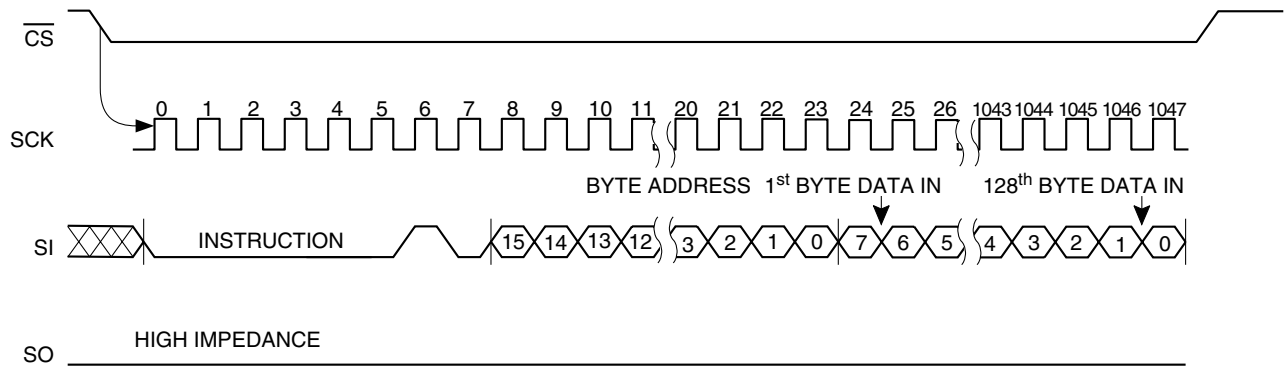 CS
0 1 2 3 4 5 6 7 8 9 10 11 20 21 22 23 24 25 26 1043 1044 1045 1046 1047
SCK
BYTE ADDRESS 1st BYTE DATA IN 128th BYTE DATA IN
SI INSTRUCTION 15 14 13 12 3 2 1 0 7 6 5 4 3 2 1 0
HIGH IMPEDANCE
SO